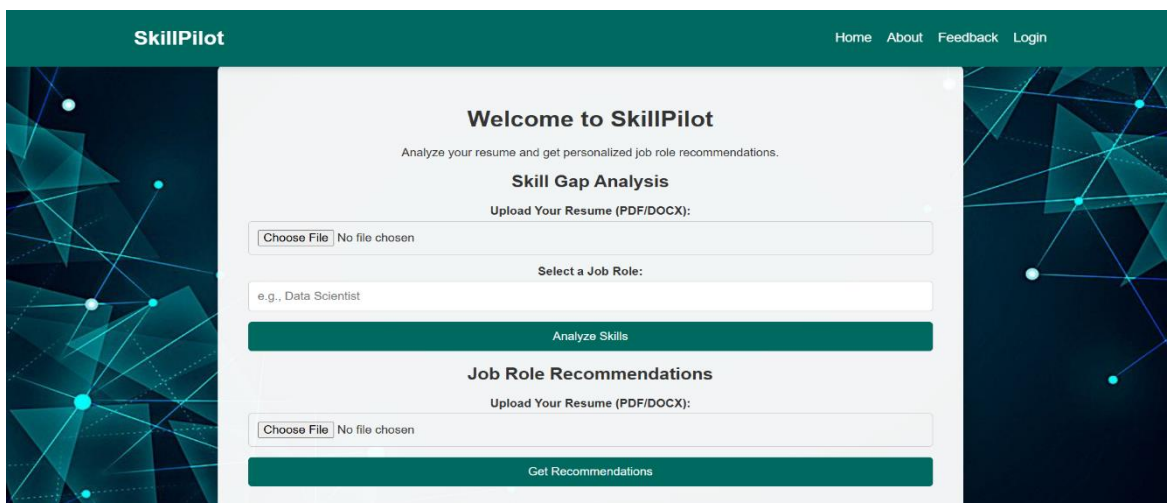 SkillPilot
Home About Feedback Login
Welcome to SkillPilot
Analyze your resume and get personalized job role recommendations.
Skill Gap Analysis
Upload Your Resume (PDF/DOCX):
Choose File No file chosen
Select a Job Role:
e.g., Data Scientist
Analyze Skills
Job Role Recommendations
Upload Your Resume (PDF/DOCX):
Choose File No file chosen
Get Recommendations